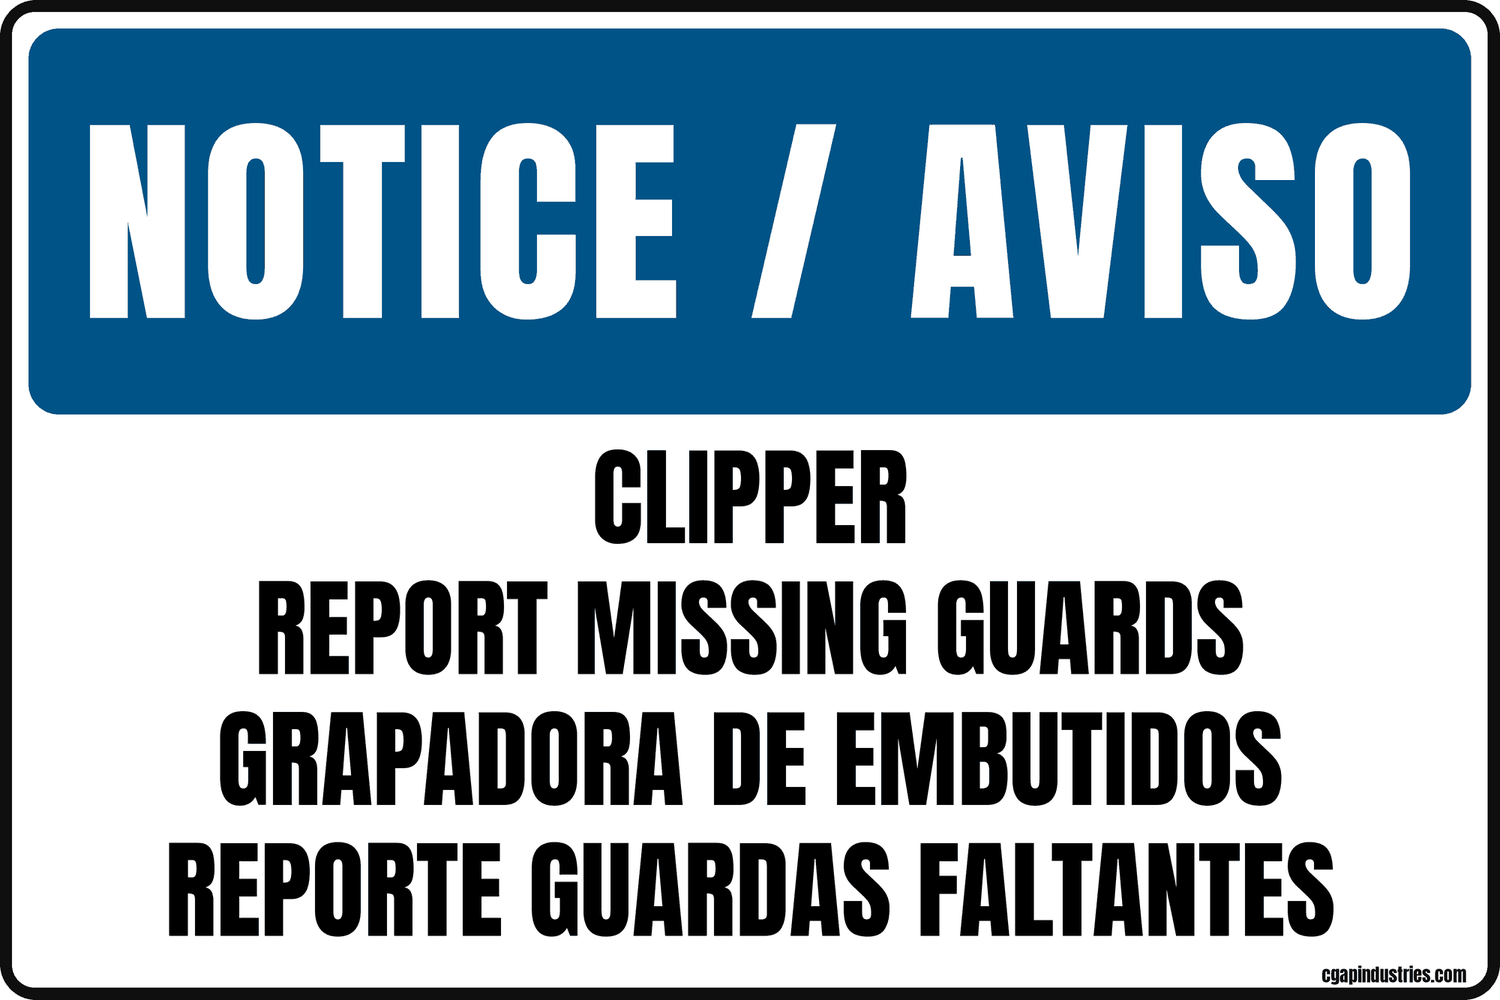 NOTICE / AVISO
CLIPPER
REPORT MISSING GUARDS
GRAPADORA DE EMBUTIDOS
REPORTE GUARDAS FALTANTES
cgapindustries.com